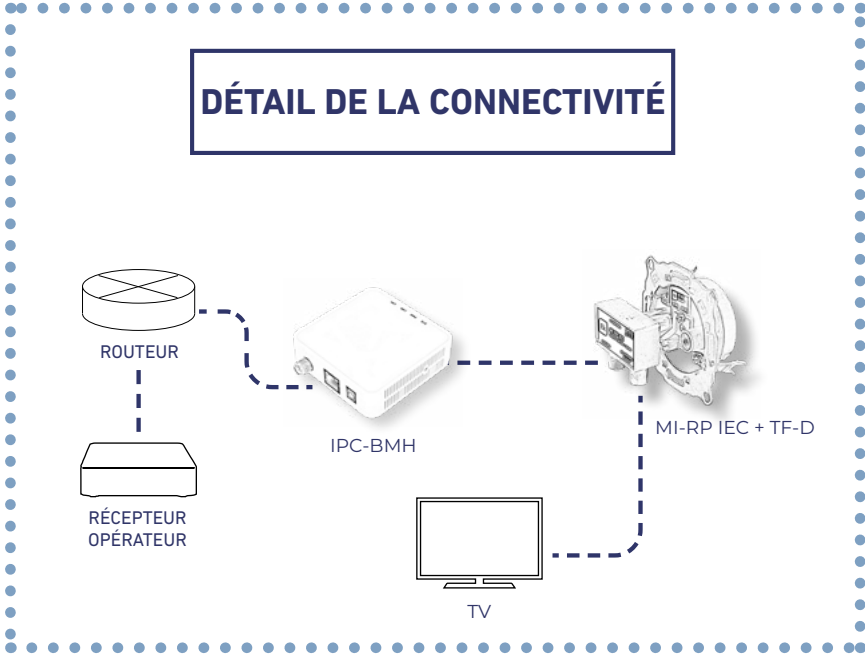 DÉTAIL DE LA CONNECTIVITÉ
ROUTEUR
IPC-BMH
MI-RP IEC + TF-D
RÉCEPTEUR
OPÉRATEUR
TV